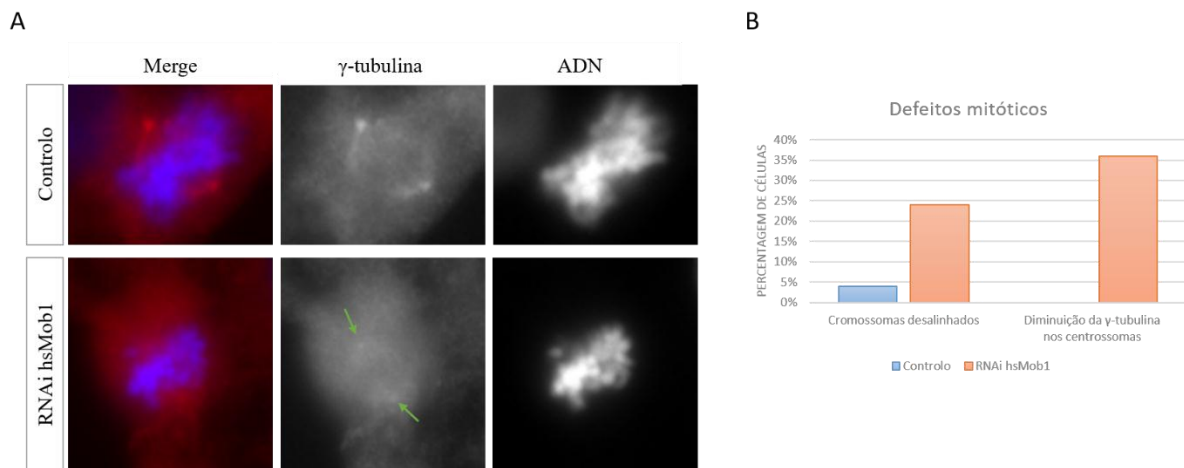 A
B
Merge
γ-tubulina
ADN
Controlo
RNAi hsMob1
Defeitos mitóticos
PERCENTAGEM DE CÉLULAS
40%
35%
30%
25%
20%
15%
10%
5%
0%
Cromossomas desalinhados
Diminuição da γ-tubulina
nos centrossomas
Controlo
RNAi hsMob1